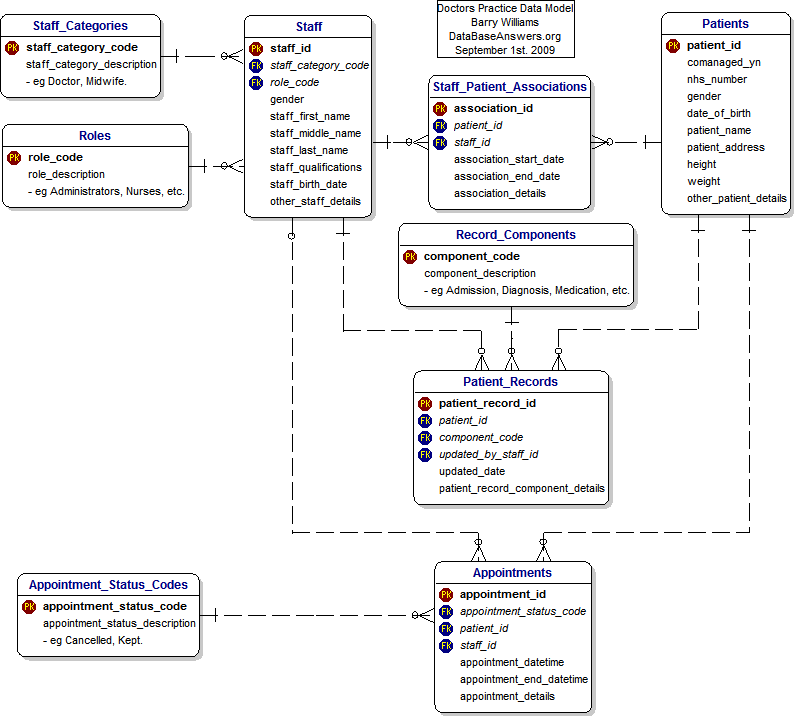 Doctors Practice Data Model
Barry Williams
DataBaseAnswers.org
September 1st. 2009
Staff_Categories
PK staff_category_code
staff_category_description
- eg Doctor, Midwife.
Roles
PK role_code
role_description
- eg Administrators, Nurses, etc.
Staff
PK staff_id
FK staff_category_code
FK role_code
gender
staff_first_name
staff_middle_name
staff_last_name
staff_qualifications
staff_birth_date
other_staff_details
Staff_Patient_Associations
PK association_id
FK patient_id
FK staff_id
association_start_date
association_end_date
association_details
Patients
PK patient_id
comanaged_yn
nhs_number
gender
date_of_birth
patient_name
patient_address
height
weight
other_patient_details
Record_Components
PK component_code
component_description
- eg Admission, Diagnosis, Medication, etc.
Patient_Records
PK patient_record_id
FK patient_id
FK component_code
FK updated_by_staff_id
updated_date
patient_record_component_details
Appointment_Status_Codes
PK appointment_status_code
appointment_status_description
- eg Cancelled, Kept.
Appointments
PK appointment_id
FK appointment_status_code
FK patient_id
FK staff_id
appointment_datetime
appointment_end_datetime
appointment_details